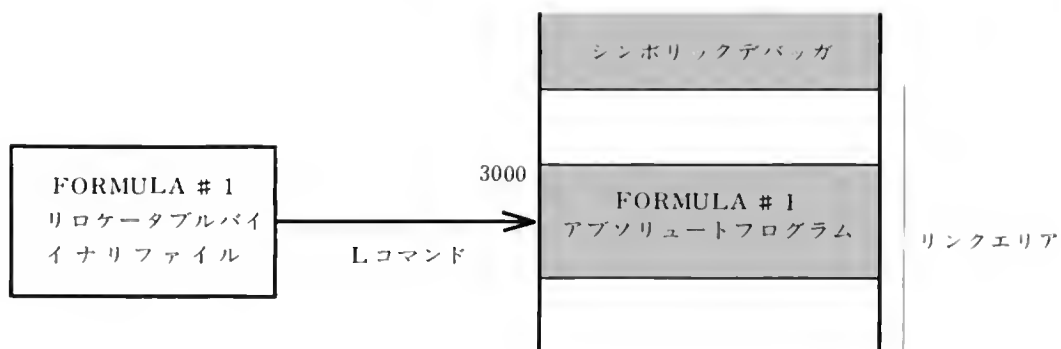 シンボリックデバッガ
3000
FORMULA # 1
リロケータブルバイ
イナリファイル
Lコマンド
FORMULA # 1
アブソリュートプログラム
リンクエリア